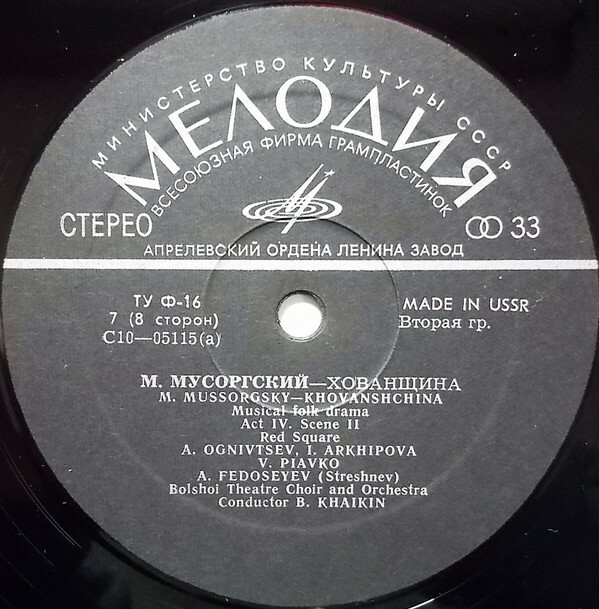 МИНИСТЕРСТВО КУЛЬТУРЫ СССР
МЕЛОДИЯ
ВСЕСОЮЗНАЯ ФИРМА ГРАМПЛАСТИНОК
СТЕРЕО
33
АПРЕЛЕВСКИЙ ОРДЕНА ЛЕНИНА ЗАВОД
ТУ Ф-16
7 (8 сторон)
С10—05115(а)
MADE IN USSR
Вторая гр.
М. МУСОРГСКИЙ—ХОВАНЩИНА
M. MUSSORGSKY—KHOVANSHCHINA
Musical folk drama
Act IV. Scene II
Red Square
A. OGNIVTSEV, I. ARKHIPOVA
V. PIAVKO
A. FEDOSEYEV (Streshnev)
Bolshoi Theatre Choir and Orchestra
Conductor B. KHAIKIN